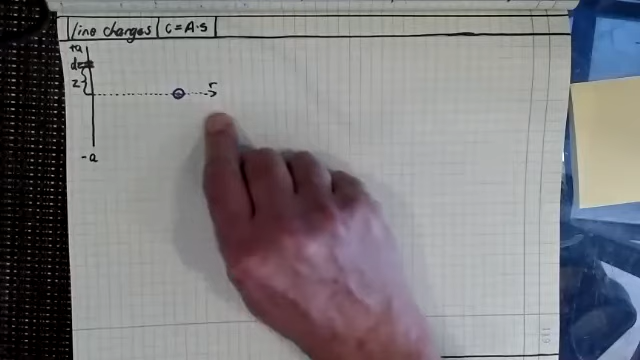 line charges C = A·s
+a
dz
z
r
-a